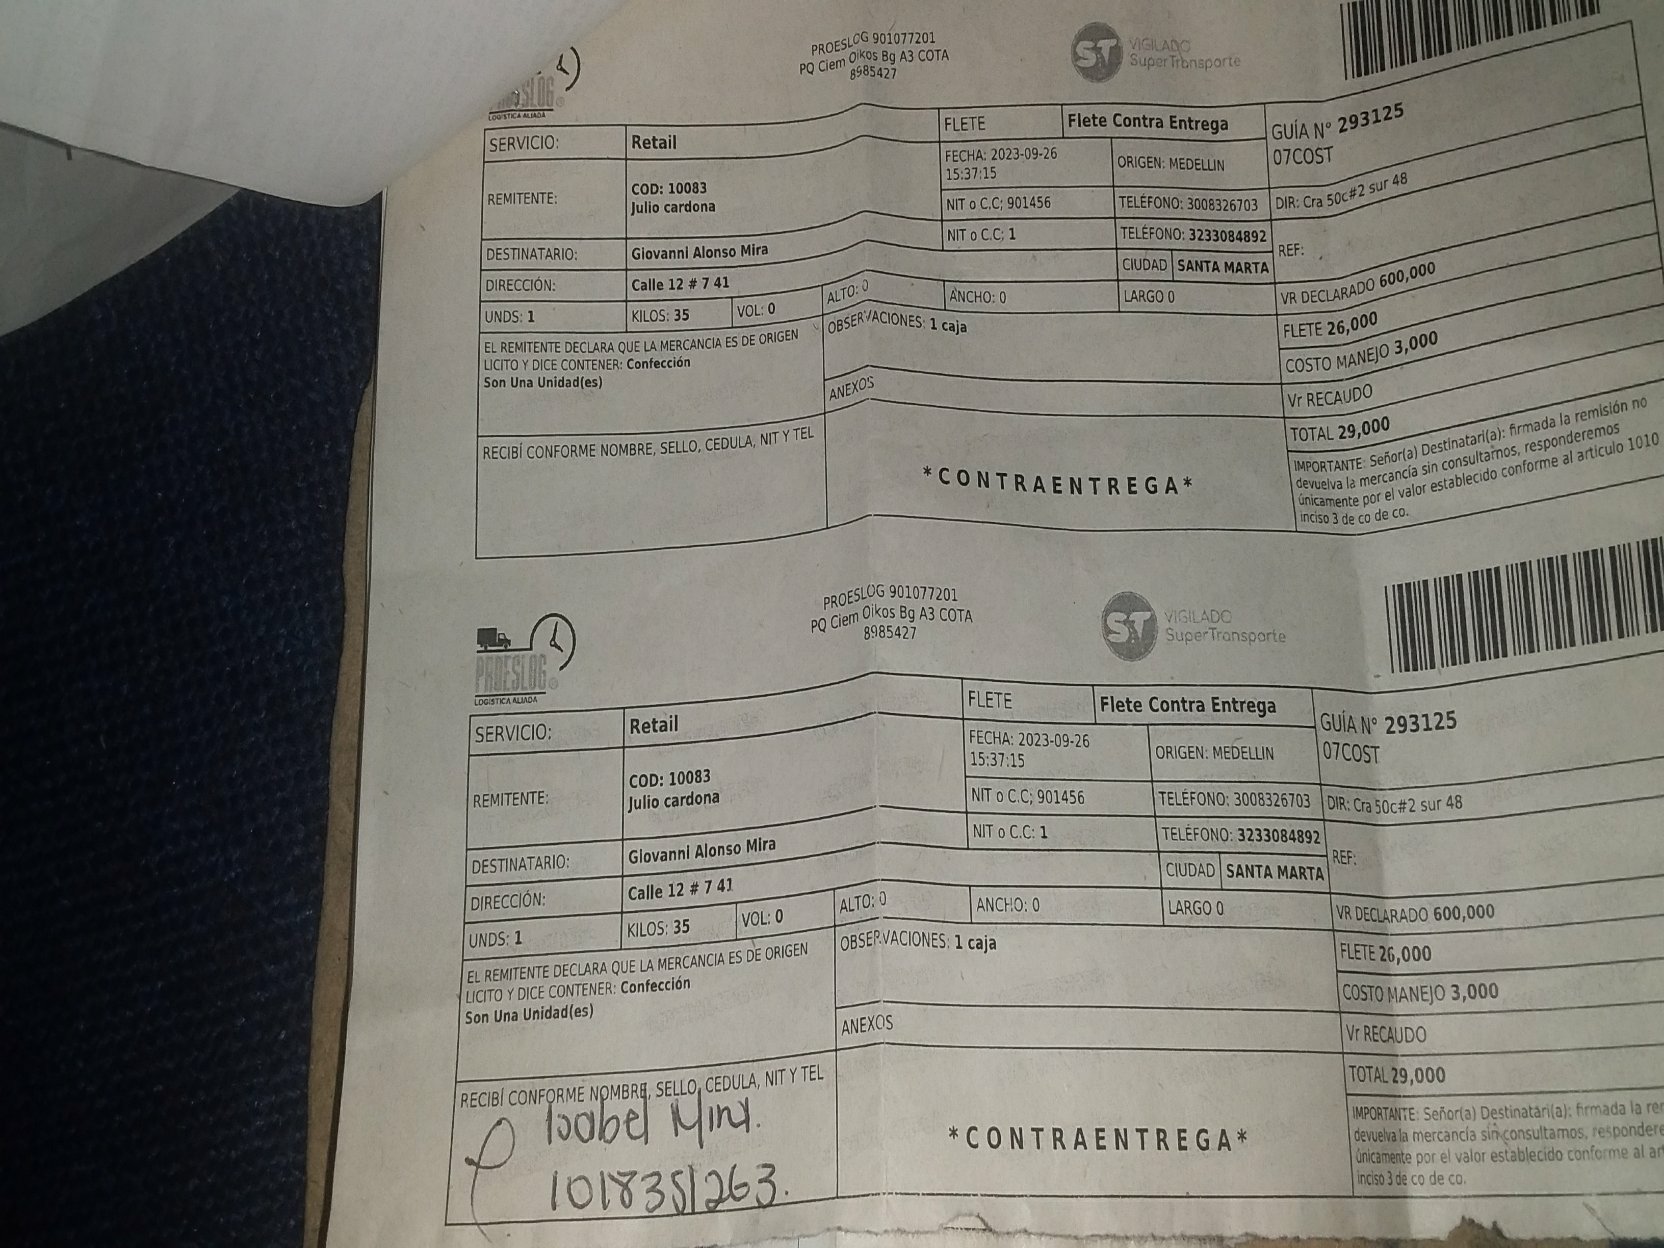 PROESLOG 901077201
PQ Ciem Oikos Bg A3 COTA
8985427
ST VIGILADO
SuperTransporte
LOGÍSTICA ALIADA
SERVICIO: Retail
FLETE Flete Contra Entrega
GUÍA N° 293125
07COST
REMITENTE: COD: 10083
Julio cardona
FECHA: 2023-09-26
15:37:15
ORIGEN: MEDELLIN
NIT o C.C; 901456
TELÉFONO: 3008326703
DIR: Cra 50c#2 sur 48
DESTINATARIO: Giovanni Alonso Mira
NIT o C.C: 1
TELÉFONO: 3233084892
REF:
DIRECCIÓN: Calle 12 # 7 41
CIUDAD SANTA MARTA
UNDS: 1 KILOS: 35 VOL: 0 ALTO: 0 ANCHO: 0 LARGO 0
VR DECLARADO 600,000
EL REMITENTE DECLARA QUE LA MERCANCIA ES DE ORIGEN
LICITO Y DICE CONTENER: Confección
Son Una Unidad(es)
OBSERVACIONES: 1 caja
FLETE 26,000
COSTO MANEJO 3,000
ANEXOS
Vr RECAUDO
TOTAL 29,000
RECIBÍ CONFORME NOMBRE, SELLO, CEDULA, NIT Y TEL
*CONTRAENTREGA*
IMPORTANTE: Señor(a) Destinatari(a): firmada la remisión no
devuelva la mercancía sin consultarnos, responderemos
únicamente por el valor establecido conforme al articulo 1010
inciso 3 de co de co.
PROESLOG 901077201
PQ Ciem Oikos Bg A3 COTA
8985427
ST VIGILADO
SuperTransporte
PROESLOG
LOGÍSTICA ALIADA
SERVICIO: Retail
FLETE Flete Contra Entrega
GUÍA N° 293125
07COST
REMITENTE: COD: 10083
Julio cardona
FECHA: 2023-09-26
15:37:15
ORIGEN: MEDELLIN
NIT o C.C; 901456
TELÉFONO: 3008326703
DIR: Cra 50c#2 sur 48
DESTINATARIO: Giovanni Alonso Mira
NIT o C.C: 1
TELÉFONO: 3233084892
REF:
DIRECCIÓN: Calle 12 # 7 41
CIUDAD SANTA MARTA
UNDS: 1 KILOS: 35 VOL: 0 ALTO: 0 ANCHO: 0 LARGO 0
VR DECLARADO 600,000
EL REMITENTE DECLARA QUE LA MERCANCIA ES DE ORIGEN
LICITO Y DICE CONTENER: Confección
Son Una Unidad(es)
OBSERVACIONES: 1 caja
FLETE 26,000
COSTO MANEJO 3,000
ANEXOS
Vr RECAUDO
TOTAL 29,000
RECIBÍ CONFORME NOMBRE, SELLO, CEDULA, NIT Y TEL
Isabel
1018351263.
*CONTRAENTREGA*
IMPORTANTE: Señor(a) Destinatari(a): firmada la
devuelva la mercancía sin consultarnos,
únicamente por el valor establecido conforme al
inciso 3 de co de co.